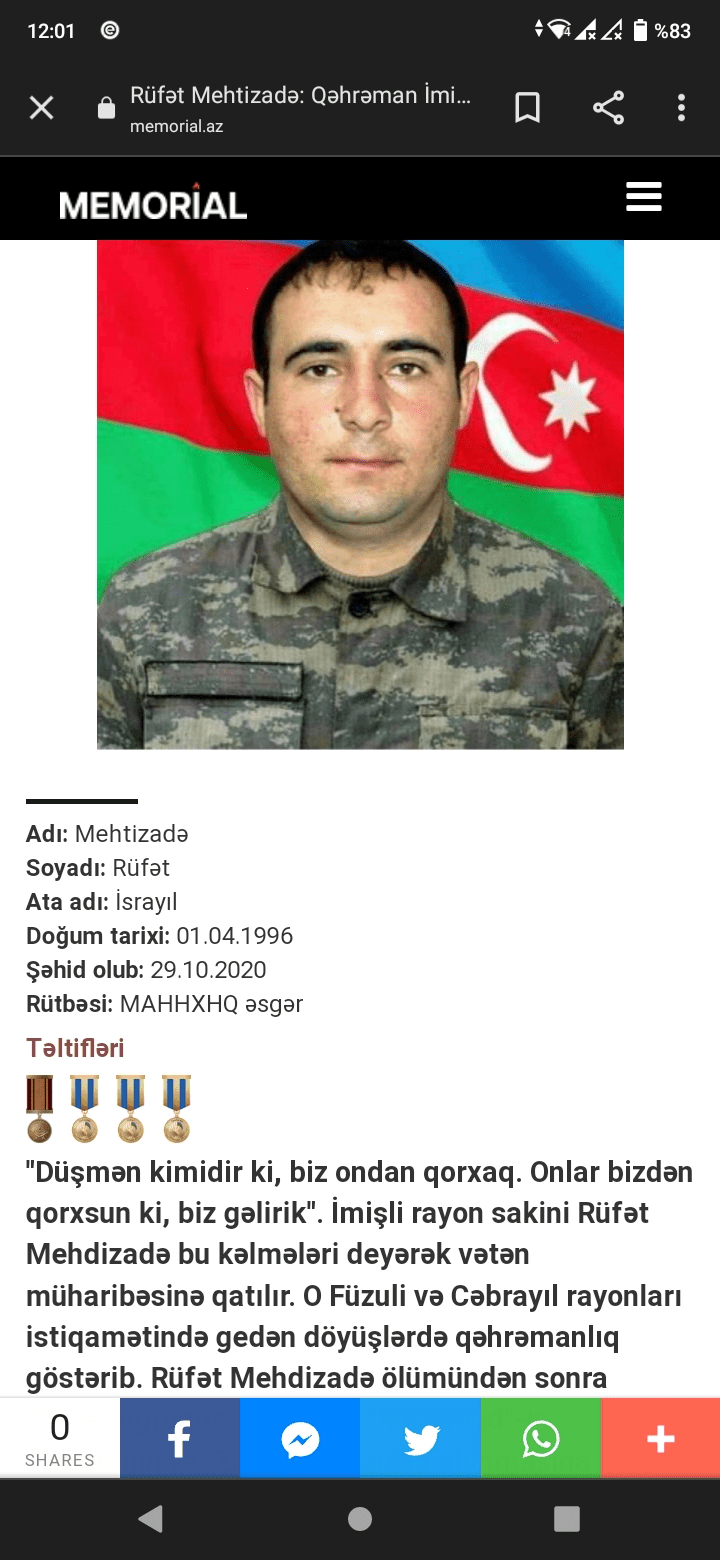 12:01
4
%83
Rüfət Mehtizadə: Qəhrəman İmi...
memorial.az
MEMORİAL
Adı: Mehtizadə
Soyadı: Rüfət
Ata adı: İsrayıl
Doğum tarixi: 01.04.1996
Şəhid olub: 29.10.2020
Rütbəsi: MAHHXHQ əsgər
Təltifləri
"Düşmən kimidir ki, biz ondan qorxaq. Onlar bizdən
qorxsun ki, biz gəlirik". İmişli rayon sakini Rüfət
Mehdizadə bu kəlmələri deyərək vətən
müharibəsinə qatılır. O Füzuli və Cəbrayıl rayonları
istiqamətində gedən döyüşlərdə qəhrəmanlıq
göstərib. Rüfət Mehdizadə ölümündən sonra
0
SHARES